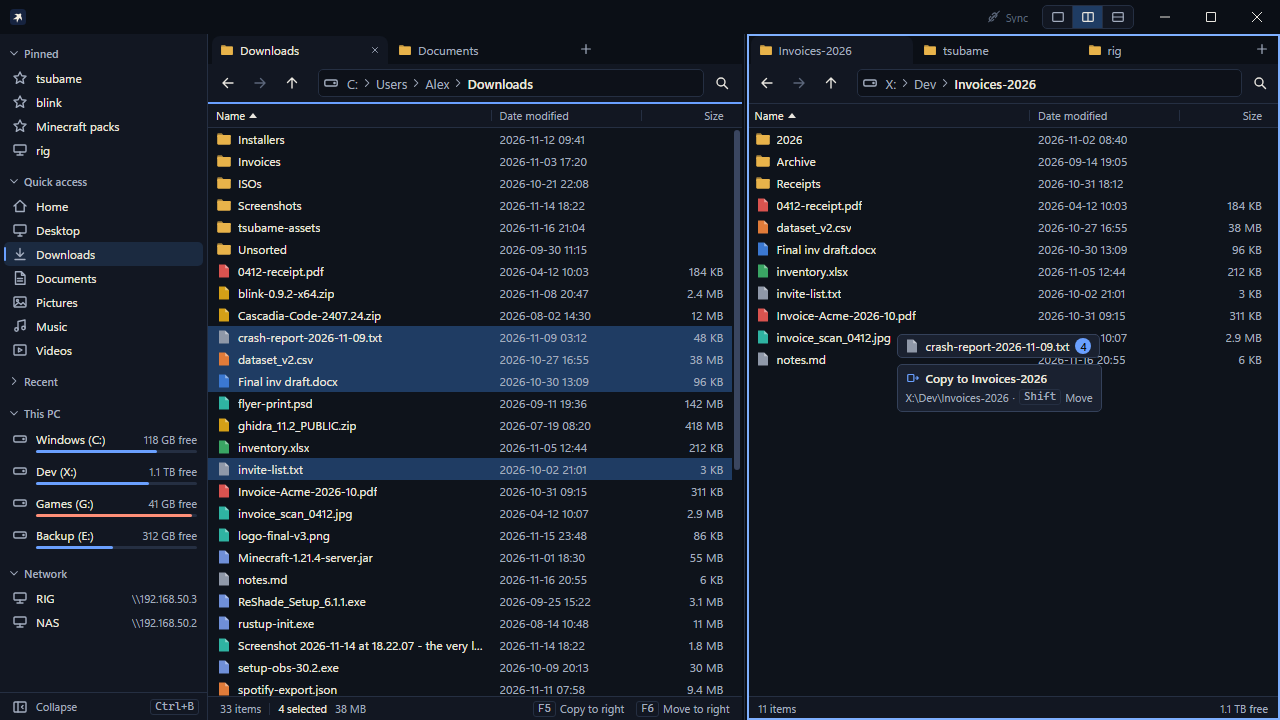 Sync
Pinned
tsubame
blink
Minecraft packs
rig
Quick access
Home
Desktop
Downloads
Documents
Pictures
Music
Videos
Recent
This PC
Windows (C:) 118 GB free
Dev (X:) 1.1 TB free
Games (G:) 41 GB free
Backup (E:) 312 GB free
Network
RIG \\192.168.50.3
NAS \\192.168.50.2
Collapse Ctrl+B
Downloads Documents
C: Users Alex Downloads
Name Date modified Size
Installers 2026-11-12 09:41
Invoices 2026-11-03 17:20
ISOs 2026-10-21 22:08
Screenshots 2026-11-14 18:22
tsubame-assets 2026-11-16 21:04
Unsorted 2026-09-30 11:15
0412-receipt.pdf 2026-04-12 10:03 184 KB
blink-0.9.2-x64.zip 2026-11-08 20:47 2.4 MB
Cascadia-Code-2407.24.zip 2026-08-02 14:30 12 MB
crash-report-2026-11-09.txt 2026-11-09 03:12 48 KB
dataset_v2.csv 2026-10-27 16:55 38 MB
Final inv draft.docx 2026-10-30 13:09 96 KB
flyer-print.psd 2026-09-11 19:36 142 MB
ghidra_11.2_PUBLIC.zip 2026-07-19 08:20 418 MB
inventory.xlsx 2026-11-05 12:44 212 KB
invite-list.txt 2026-10-02 21:01 3 KB
Invoice-Acme-2026-10.pdf 2026-10-31 09:15 311 KB
invoice_scan_0412.jpg 2026-04-12 10:07 2.9 MB
logo-final-v3.png 2026-11-15 23:48 86 KB
Minecraft-1.21.4-server.jar 2026-11-01 18:30 55 MB
notes.md 2026-11-16 20:55 6 KB
ReShade_Setup_6.1.1.exe 2026-09-25 15:22 3.1 MB
rustup-init.exe 2026-08-14 10:48 11 MB
Screenshot 2026-11-14 at 18.22.07 - the very l... 2026-11-14 18:22 1.8 MB
setup-obs-30.2.exe 2026-10-09 20:13 30 MB
spotify-export.json 2026-11-11 07:58 9.4 MB
33 items 4 selected 38 MB F5 Copy to right F6 Move to right
Invoices-2026 tsubame rig
X: Dev Invoices-2026
Name Date modified Size
2026 2026-11-02 08:40
Archive 2026-09-14 19:05
Receipts 2026-10-31 18:12
0412-receipt.pdf 2026-04-12 10:03 184 KB
dataset_v2.csv 2026-10-27 16:55 38 MB
Final inv draft.docx 2026-10-30 13:09 96 KB
inventory.xlsx 2026-11-05 12:44 212 KB
invite-list.txt 2026-10-02 21:01 3 KB
Invoice-Acme-2026-10.pdf 2026-10-31 09:15 311 KB
invoice_scan_0412.jpg 10:07 2.9 MB
crash-report-2026-11-09.txt 4
notes.md 2026-11-16 20:55 6 KB
Copy to Invoices-2026
X:\Dev\Invoices-2026 · Shift Move
11 items 1.1 TB free